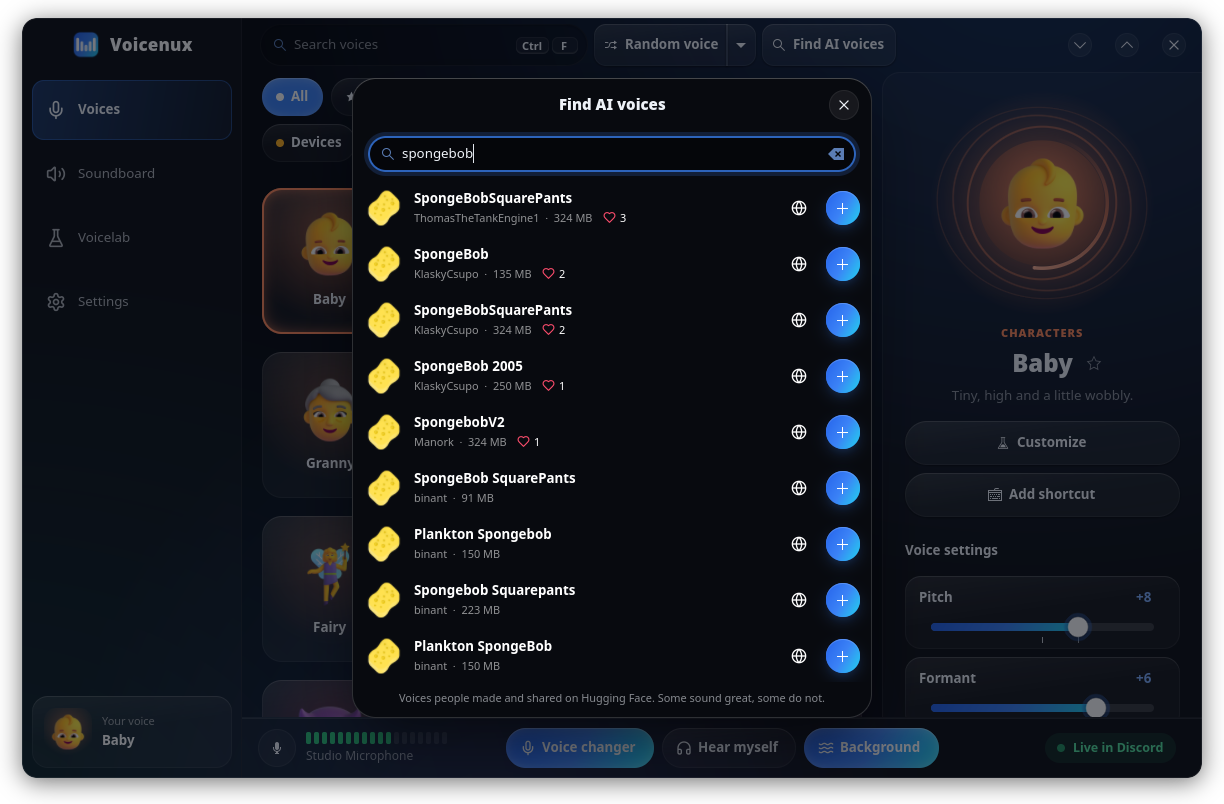 Voicenux
Search voices
Ctrl
F
Random voice
Find AI voices
Voices
Soundboard
Voicelab
Settings
All
Devices
Baby
Granny
Fairy
Find AI voices
spongebob
SpongeBobSquarePants
ThomasTheTankEngine1 · 324 MB 3
SpongeBob
KlaskyCsupo · 135 MB 2
SpongeBobSquarePants
KlaskyCsupo · 324 MB 2
SpongeBob 2005
KlaskyCsupo · 250 MB 1
SpongebobV2
Manork · 324 MB 1
SpongeBob SquarePants
binant · 91 MB
Plankton Spongebob
binant · 150 MB
Spongebob Squarepants
binant · 223 MB
Plankton SpongeBob
binant · 150 MB
Voices people made and shared on Hugging Face. Some sound great, some do not.
CHARACTERS
Baby
Tiny, high and a little wobbly.
Customize
Add shortcut
Voice settings
Pitch +8
Formant +6
Your voice
Baby
Studio Microphone
Voice changer
Hear myself
Background
Live in Discord